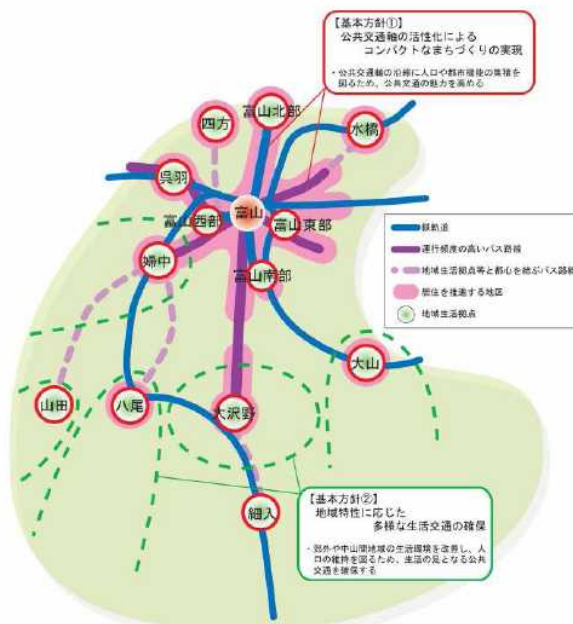 【基本方針①】
公共交通軸の活性化による
コンパクトなまちづくりの実現
・公共交通軸の沿線に人口や都市機能の集積を
図るため、公共交通の魅力を高める
富山北部
四方
水橋
呉羽
富山
富山西部
富山東部
婦中
富山南部
鉄軌道
運行頻度の高いバス路線
地域生活拠点等と都心を結ぶバス路線
居住を推進する地区
地域生活拠点
大山
山田
八尾
大沢野
細入
【基本方針②】
地域特性に応じた
多様な生活交通の確保
・郊外や中山間地域の生活環境を改善し、人
口の維持を図るため、生活の足となる公共
交通を確保する